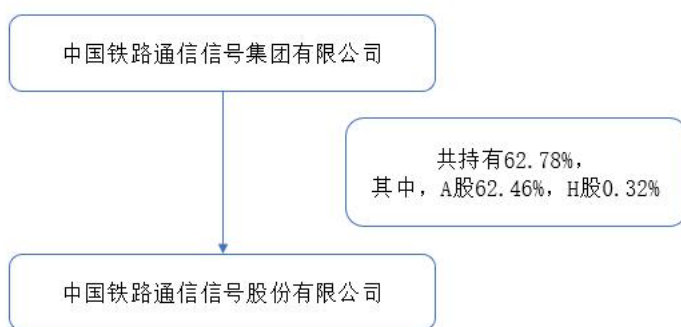 中国铁路通信信号集团有限公司
共持有62.78%，
其中，A股62.46%，H股0.32%
中国铁路通信信号股份有限公司